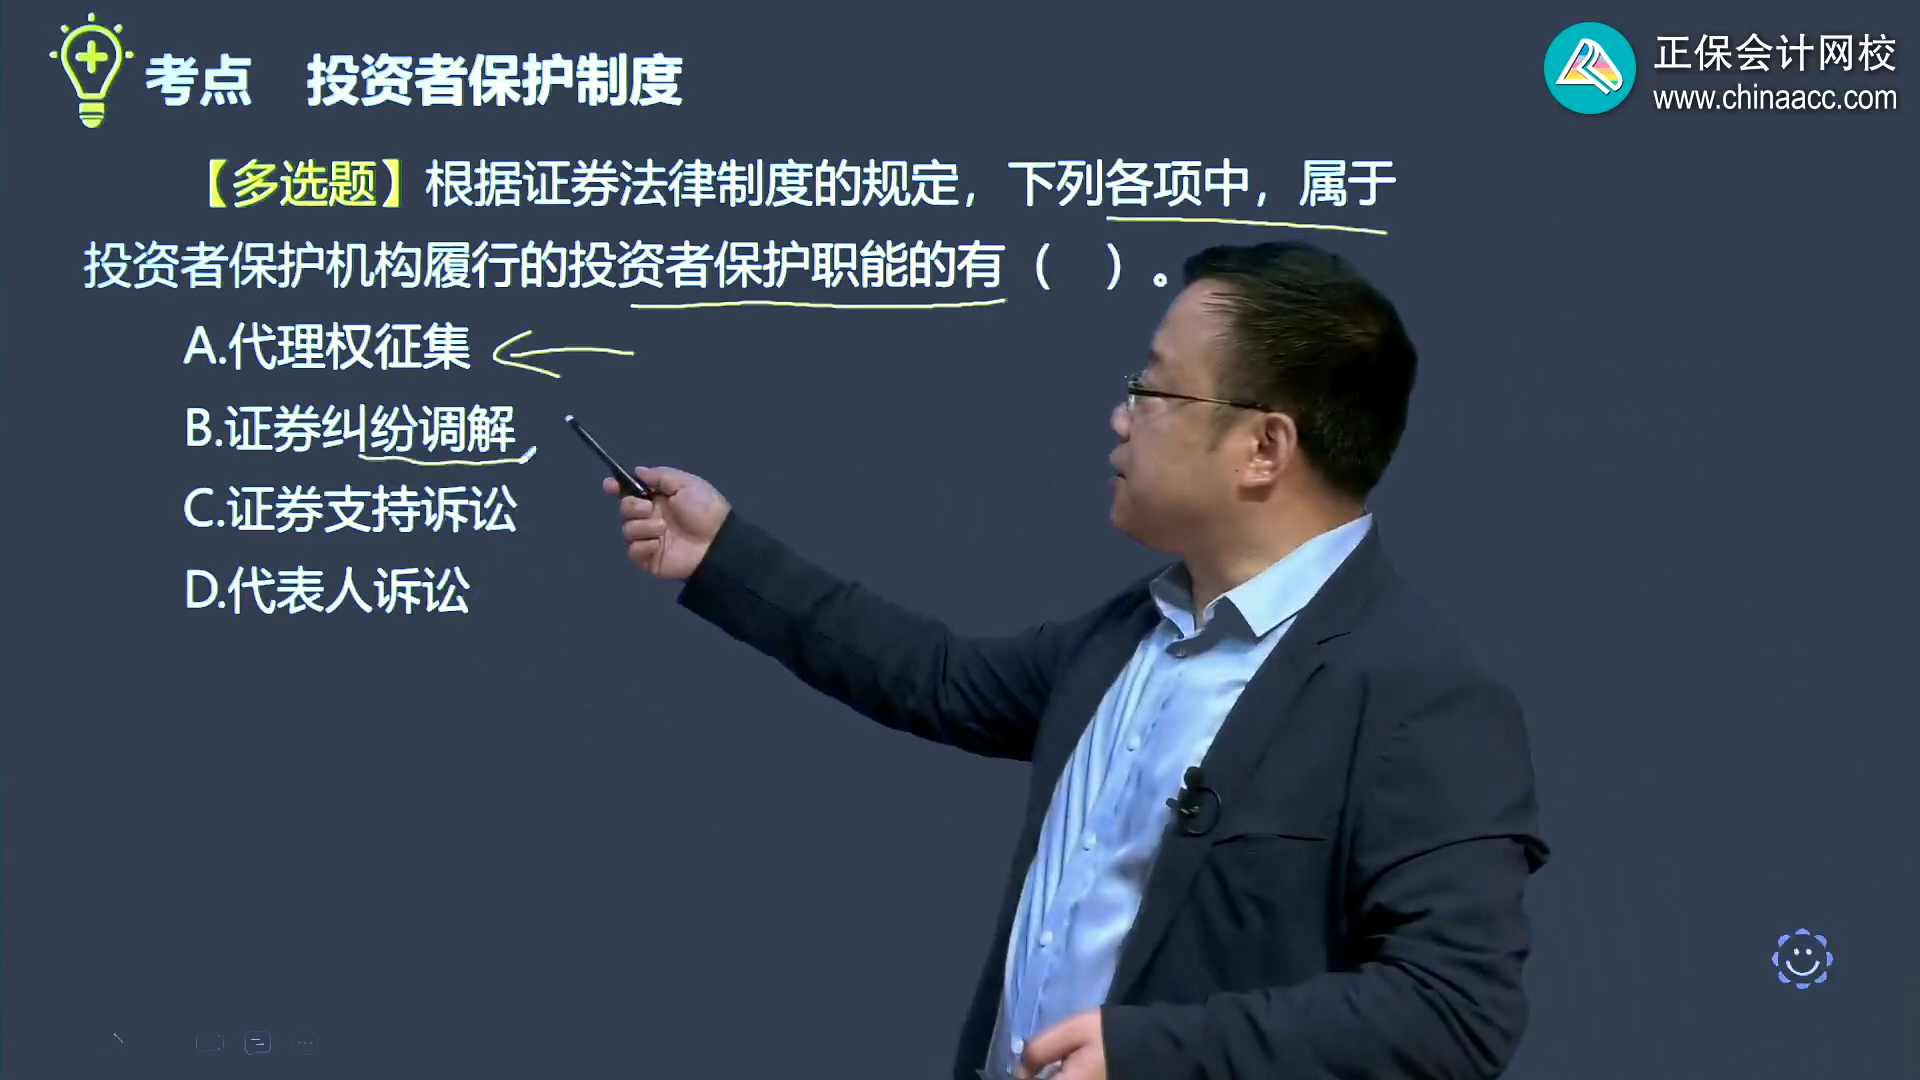 考点 投资者保护制度
正保会计网校
www.chinaacc.com
【多选题】根据证券法律制度的规定，下列各项中，属于
投资者保护机构履行的投资者保护职能的有（ ）。
A.代理权征集
B.证券纠纷调解
C.证券支持诉讼
D.代表人诉讼